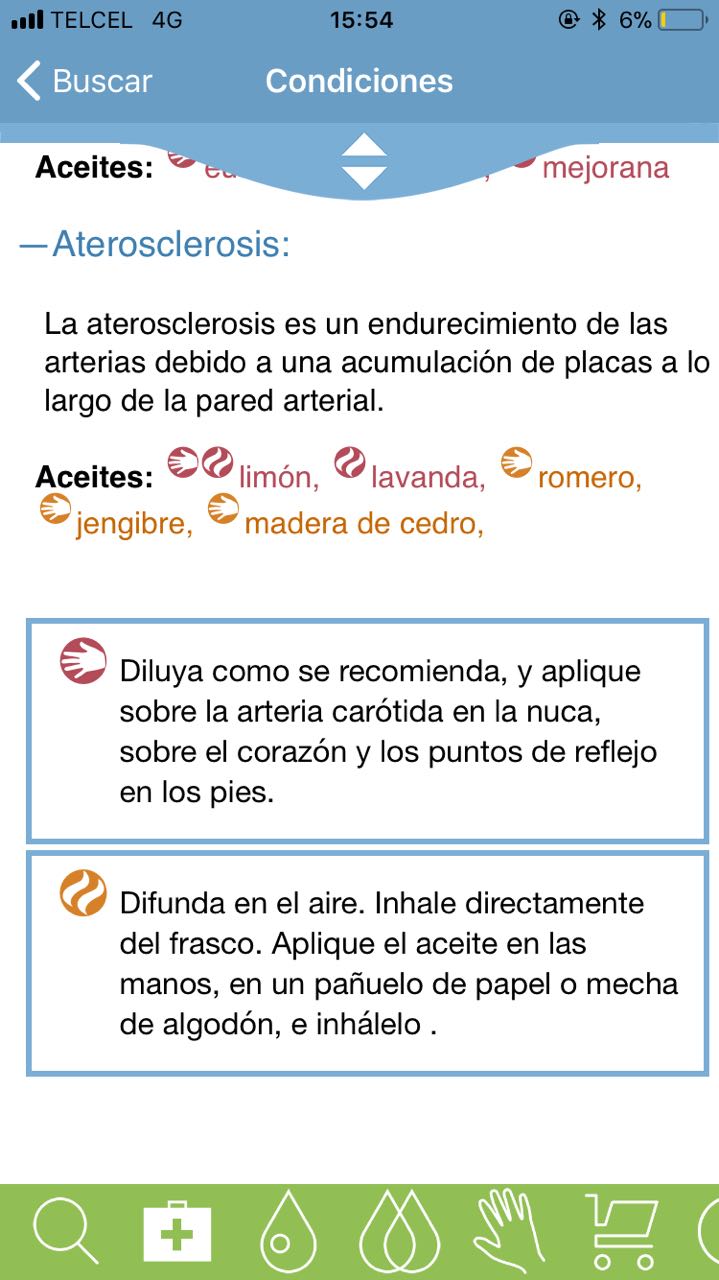 TELCEL 4G 15:54 6%
Buscar Condiciones
Aceites: mejorana
—Aterosclerosis:
La aterosclerosis es un endurecimiento de las
arterias debido a una acumulación de placas a lo
largo de la pared arterial.
Aceites: limón, lavanda, romero,
jengibre, madera de cedro,
Diluya como se recomienda, y aplique
sobre la arteria carótida en la nuca,
sobre el corazón y los puntos de reflejo
en los pies.
Difunda en el aire. Inhale directamente
del frasco. Aplique el aceite en las
manos, en un pañuelo de papel o mecha
de algodón, e inhálelo .